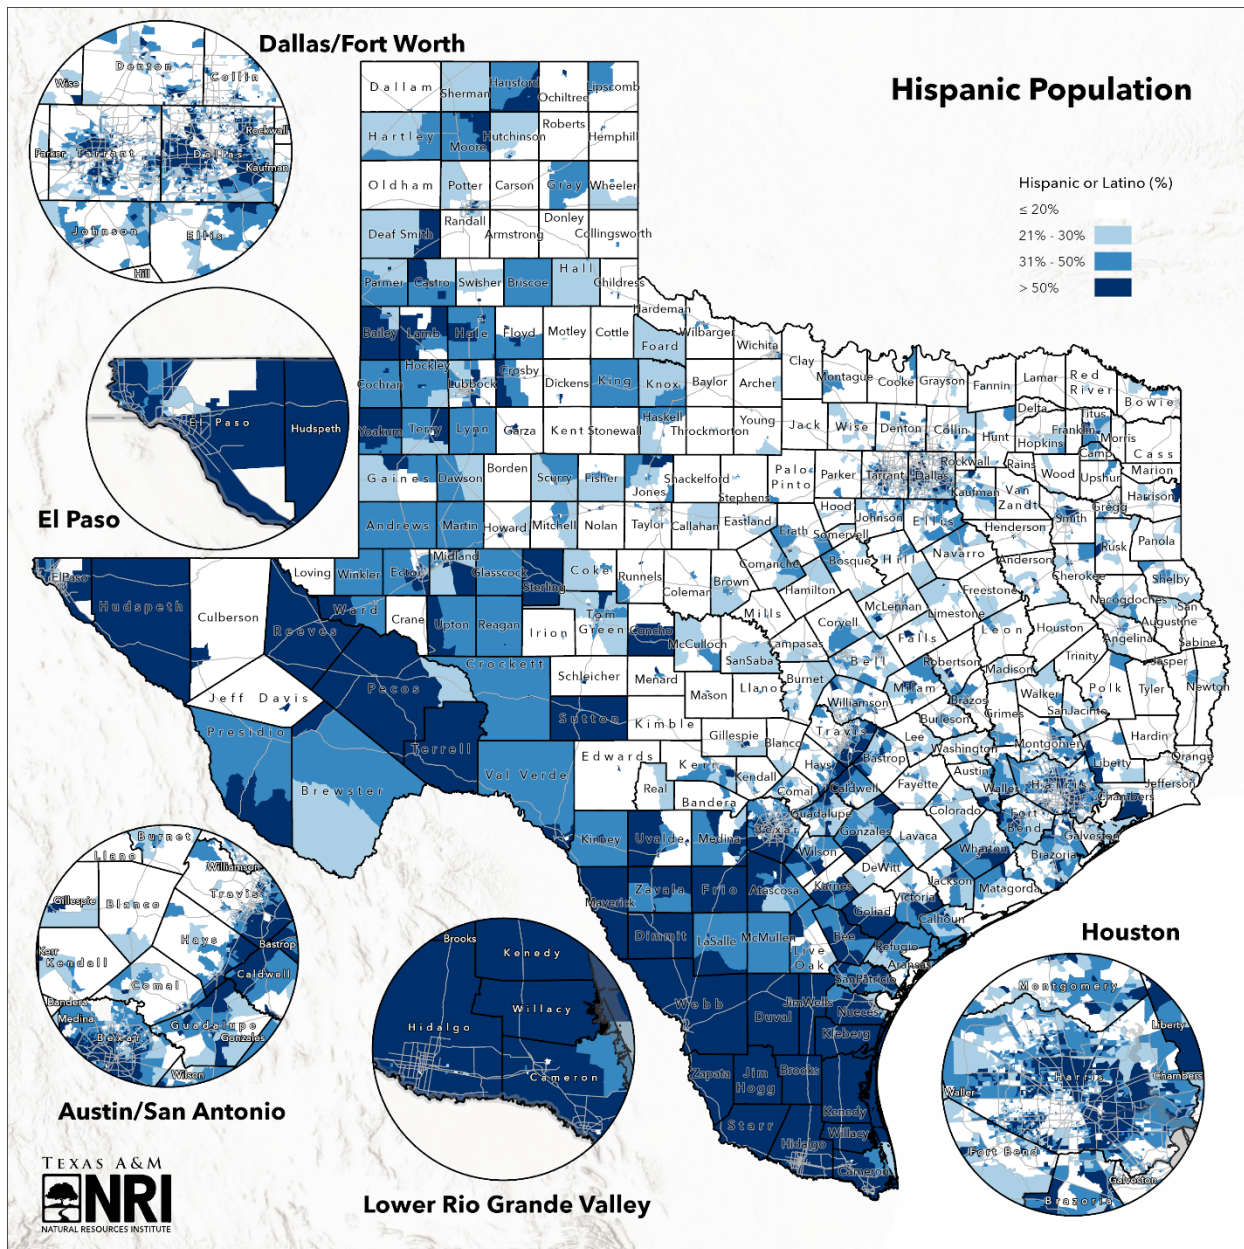 Dallas/Fort Worth
Hispanic Population
Hispanic or Latino (%)
≤ 20%
21% - 30%
31% - 50%
> 50%
Denton
Collin
Wise
Rockwall
Parker
Tarrant
Dallas
Kaufman
Johnson
Ellis
Hill
El Paso
Hudspeth
El Paso
Dallam
Sherman
Hansford
Ochiltree
Lipscomb
Hartley
Moore
Hutchinson
Roberts
Hemphill
Oldham
Potter
Carson
Gray
Wheeler
Deaf Smith
Randall
Armstrong
Donley
Collingsworth
Parmer
Castro
Swisher
Briscoe
Hall
Childress
Hardeman
Bailey
Lamb
Hale
Floyd
Motley
Cottle
Foard
Wilbarger
Wichita
Clay
Montague
Cooke
Grayson
Fannin
Lamar
Red
River
Bowie
Cochran
Hockley
Lubbock
Crosby
Dickens
King
Knox
Baylor
Archer
Yoakum
Terry
Lynn
Garza
Kent
Stonewall
Haskell
Throckmorton
Young
Jack
Wise
Denton
Collin
Hunt
Delta
Hopkins
Franklin
Titus
Camp
Morris
Cass
Marion
Gaines
Dawson
Borden
Scurry
Fisher
Jones
Shackelford
Stephens
Palo
Pinto
Parker
Tarrant
Dallas
Rockwall
Kaufman
Rains
Van
Zandt
Wood
Upshur
Harrison
Gregg
Smith
Andrews
Martin
Howard
Mitchell
Nolan
Taylor
Callahan
Eastland
Erath
Hood
Somervell
Johnson
Ellis
Henderson
Rusk
Panola
Loving
Winkler
Ector
Midland
Glasscock
Sterling
Coke
Runnels
Coleman
Brown
Comanche
Hamilton
Bosque
Hill
Navarro
Freestone
Anderson
Cherokee
Nacogdoches
Shelby
San
Augustine
Sabine
El Paso
Hudspeth
Culberson
Reeves
Ward
Crane
Upton
Reagan
Irion
Tom
Green
Concho
McCulloch
SanSaba
Mills
Lampasas
Coryell
McLennan
Limestone
Falls
Leon
Houston
Angelina
Trinity
Jasper
Newton
Jeff Davis
Pecos
Crockett
Schleicher
Menard
Mason
Llano
Burnet
Bell
Milam
Robertson
Brazos
Madison
Walker
SanJacinto
Polk
Tyler
Hardin
Orange
Presidio
Brewster
Terrell
Val Verde
Sutton
Kimble
Edwards
Gillespie
Blanco
Travis
Williamson
Burleson
Grimes
Montgomery
Liberty
Jefferson
Chambers
Kerr
Kendall
Real
Bandera
Comal
Hays
Bastrop
Lee
Washington
Austin
Waller
Harris
Fayette
Caldwell
Guadalupe
Gonzales
Colorado
Lavaca
Fort
Bend
Galveston
Brazoria
Wharton
Matagorda
Jackson
Kinney
Uvalde
Medina
Bexar
Wilson
DeWitt
Victoria
Calhoun
Maverick
Zavala
Frio
Atascosa
Karnes
Goliad
Refugio
Aransas
Dimmit
LaSalle
McMullen
Live
Oak
Bee
SanPatricio
Webb
Duval
JimWells
Nueces
Kleberg
Zapata
Jim
Hogg
Brooks
Kenedy
Starr
Hidalgo
Willacy
Cameron
Burnet
Llano
Williamson
Gillespie
Blanco
Travis
Kerr
Kendall
Hays
Bastrop
Caldwell
Bandera
Comal
Medina
Bexar
Guadalupe
Gonzales
Wilson
Austin/San Antonio
Brooks
Kenedy
Willacy
Hidalgo
Cameron
Lower Rio Grande Valley
Houston
Montgomery
Liberty
Harris
Chambers
Waller
Fort Bend
Galveston
Brazoria
TEXAS A&M
NRI
NATURAL RESOURCES INSTITUTE